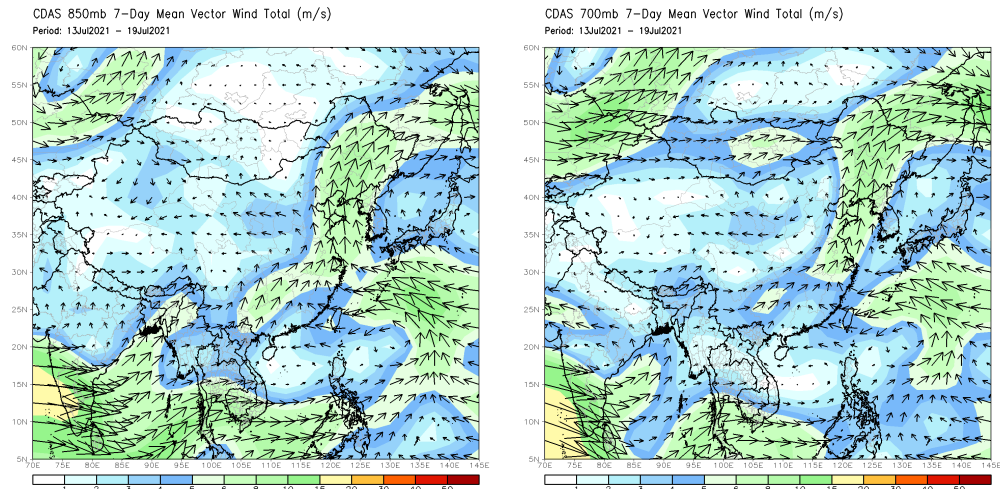 CDAS 850mb 7-Day Mean Vector Wind Total (m/s)
Period: 13Jul2021 - 19Jul2021
60N
55N
50N
45N
40N
35N
30N
25N
20N
15N
10N
5N
70E 75E 80E 85E 90E 95E 100E 105E 110E 115E 120E 125E 130E 135E 140E 145E
1 2 3 4 5 6 8 10 15 20 30 40 50
CDAS 700mb 7-Day Mean Vector Wind Total (m/s)
Period: 13Jul2021 - 19Jul2021
60N
55N
50N
45N
40N
35N
30N
25N
20N
15N
10N
5N
70E 75E 80E 85E 90E 95E 100E 105E 110E 115E 120E 125E 130E 135E 140E 145E
1 2 3 4 5 6 8 10 15 20 30 40 50